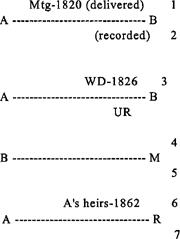 Mtg-1820 (delivered) 1
A ------------------------ B
(recorded) 2
WD-1826 3
A ------------------------ B
UR
4
B ------------------------ M
5
A's heirs-1862 6
A ------------------------ R
7